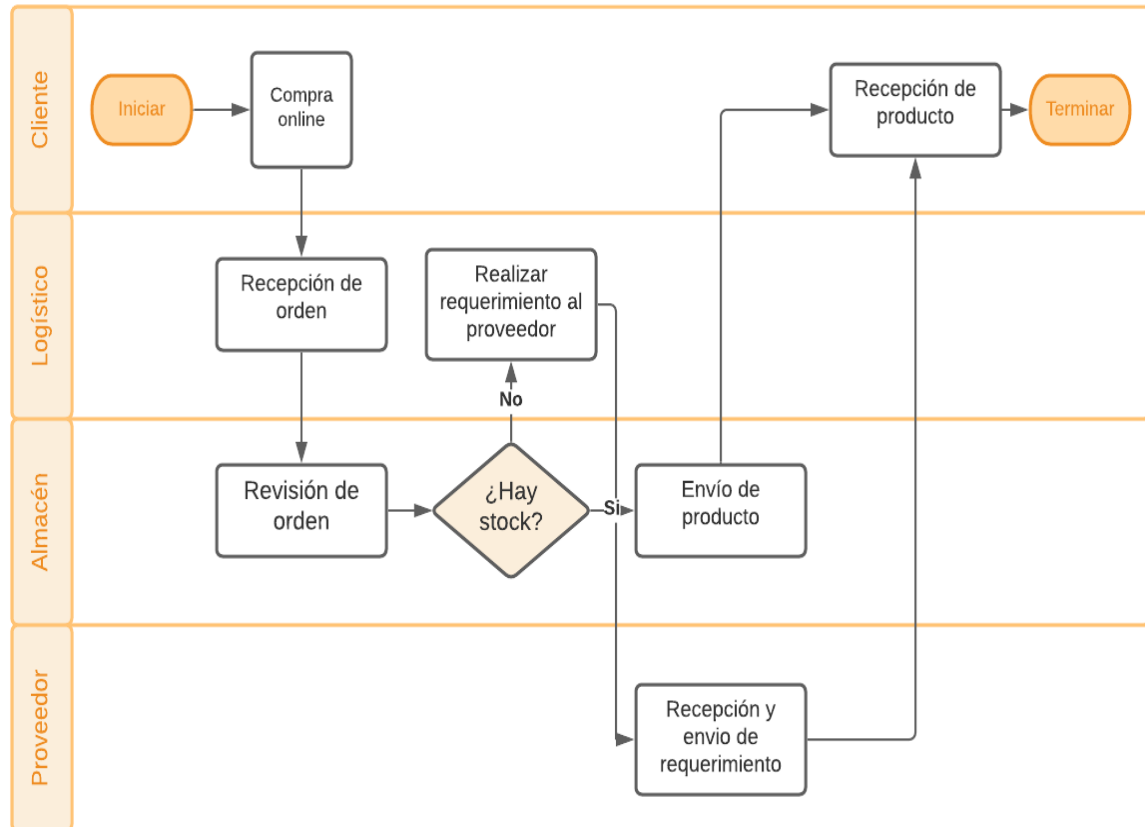 Cliente
Iniciar
Compra
online
Recepción de
producto
Terminar
Logístico
Recepción de
orden
Realizar
requerimiento al
proveedor
No
Almacén
Revisión de
orden
¿Hay
stock?
Si
Envío de
producto
Proveedor
Recepción y
envio de
requerimiento